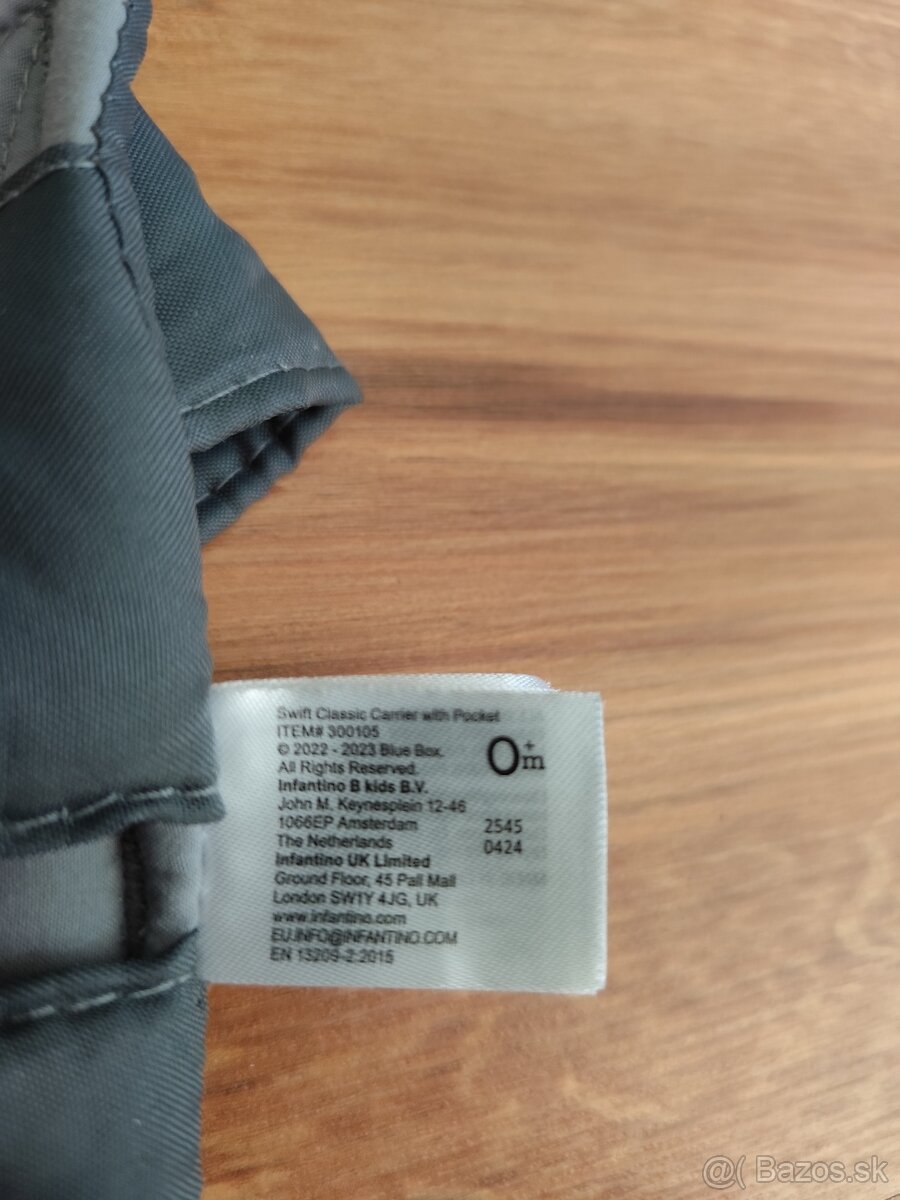 Swift Classic Carrier with Pocket
ITEM# 300105
© 2022 - 2023 Blue Box.
All Rights Reserved.
0+m
Infantino B kids B.V.
John M. Keynesplein 12-46
1066EP Amsterdam
2545
The Netherlands
0424
Infantino UK Limited
Ground Floor, 45 Pall Mall
London SW1Y 4JG, UK
www.infantino.com
EU.INFO@INFANTINO.COM
EN 13209-2:2015
@( Bazos.sk